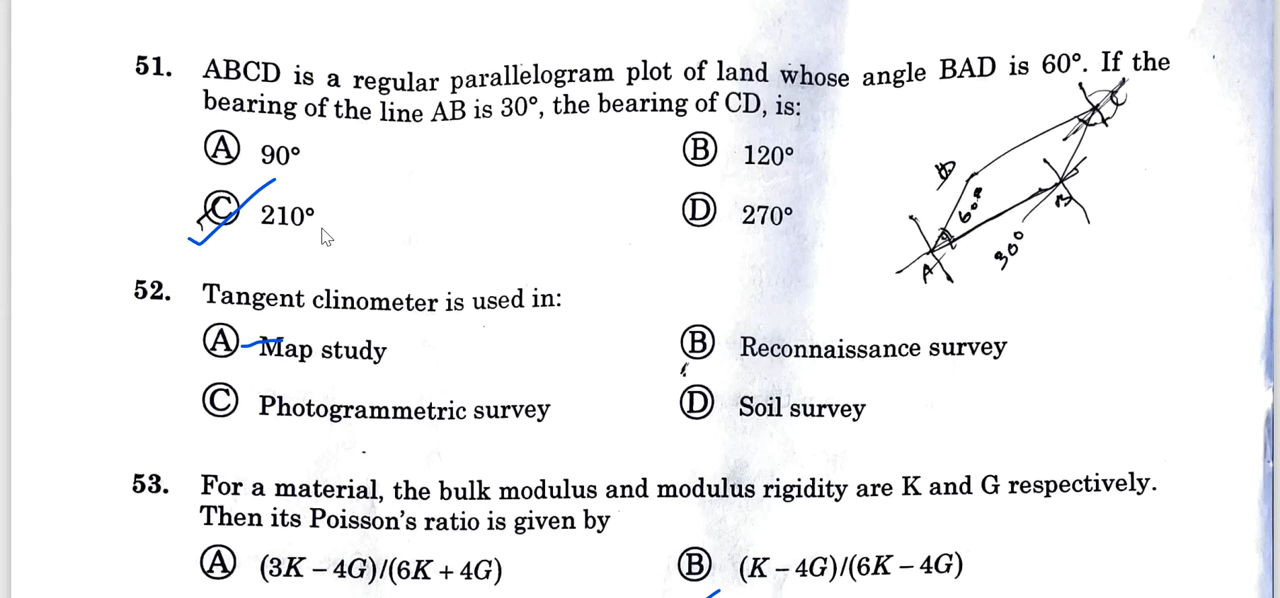 51. ABCD is a regular parallelogram plot of land whose angle BAD is 60°. If the
bearing of the line AB is 30°, the bearing of CD, is:
A 90°
B 120°
C 210°
D 270°
B
60°
A
B
300
52. Tangent clinometer is used in:
A Map study
B Reconnaissance survey
C Photogrammetric survey
D Soil survey
53. For a material, the bulk modulus and modulus rigidity are K and G respectively.
Then its Poisson's ratio is given by
A (3K – 4G)/(6K + 4G)
B (K – 4G)/(6K – 4G)